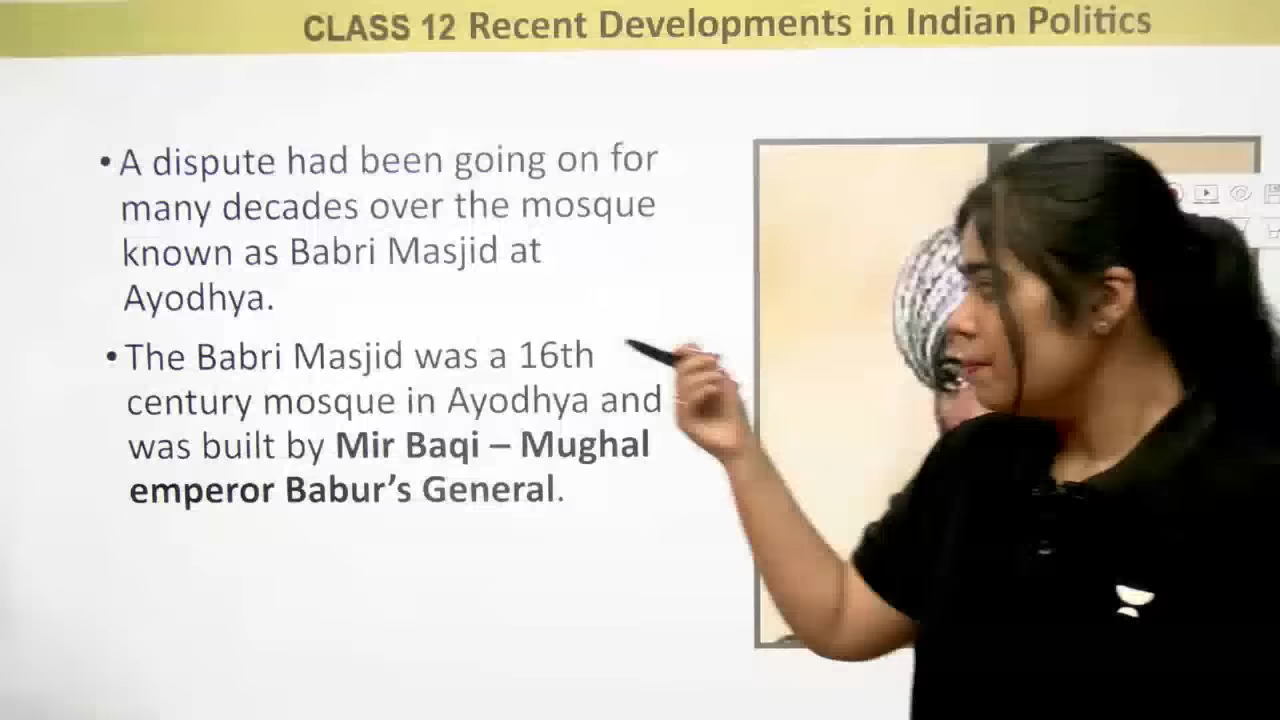 CLASS 12 Recent Developments in Indian Politics
• A dispute had been going on for
many decades over the mosque
known as Babri Masjid at
Ayodhya.
• The Babri Masjid was a 16th
century mosque in Ayodhya and
was built by Mir Baqi – Mughal
emperor Babur's General.